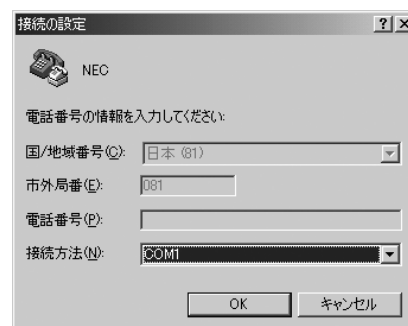 接続の設定
NEC
電話番号の情報を入力してください:
国/地域番号(C): 日本 (81)
市外局番(E): 081
電話番号(P):
接続方法(N): COM1
OK キャンセル